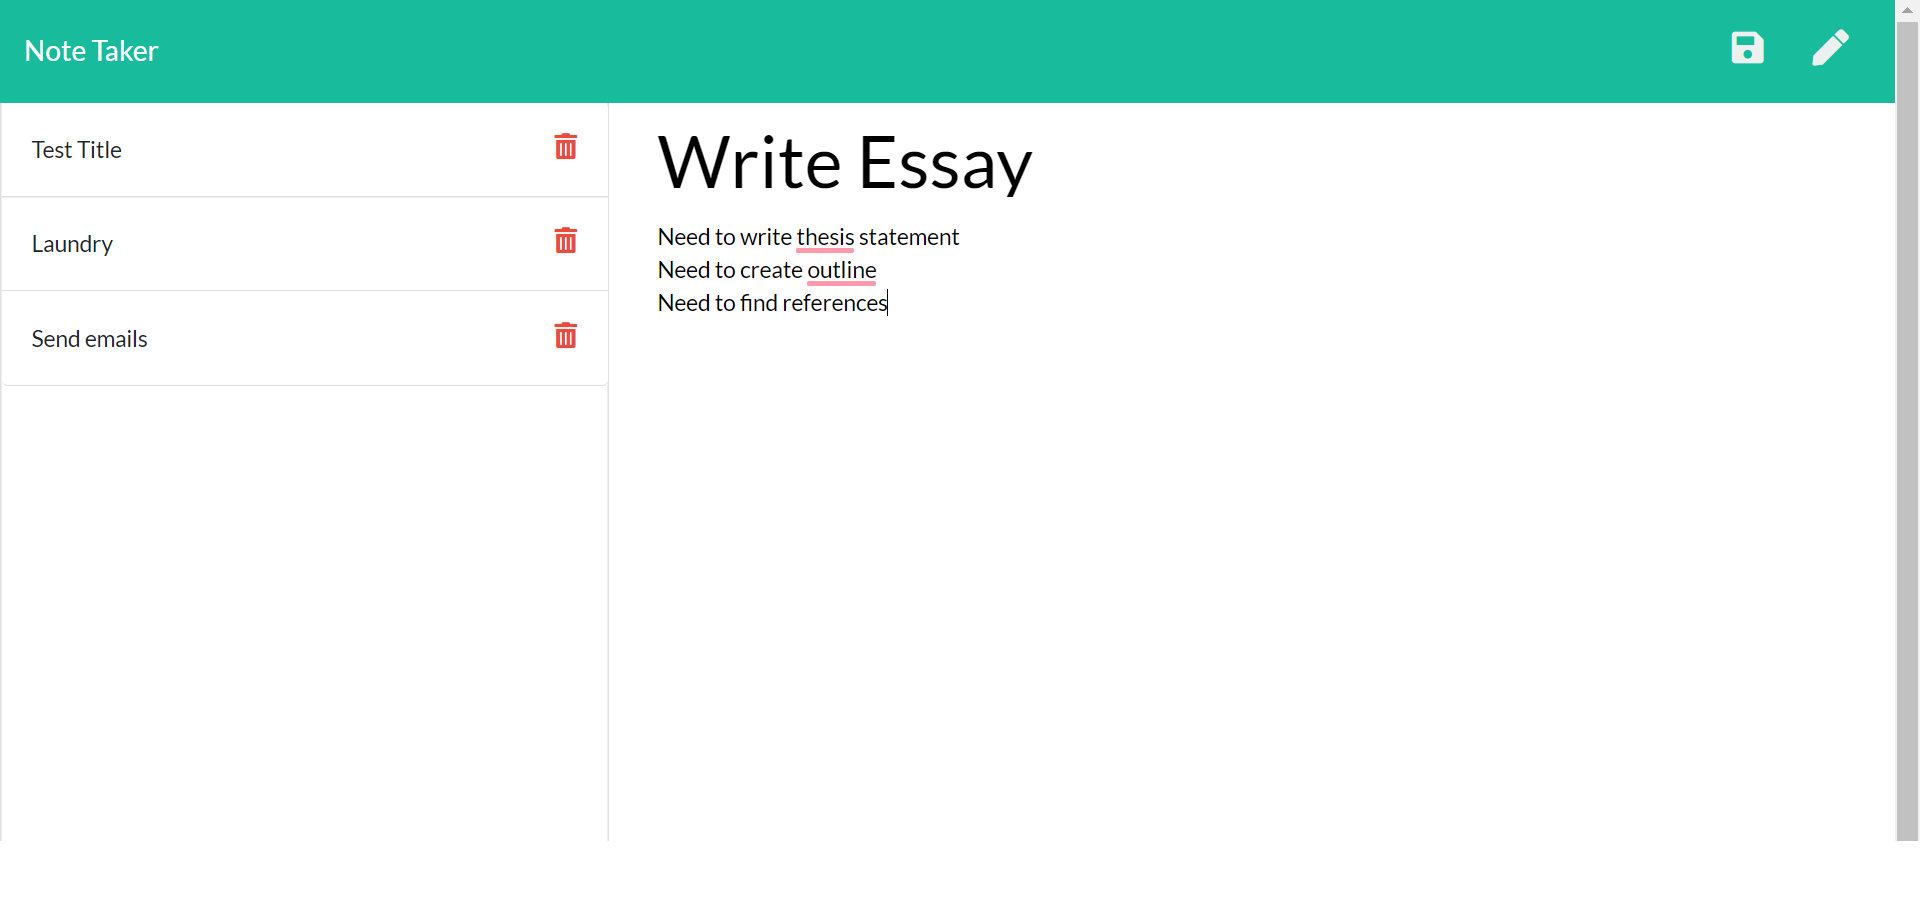 Note Taker
Test Title
Laundry
Send emails
Write Essay
Need to write thesis statement
Need to create outline
Need to find references